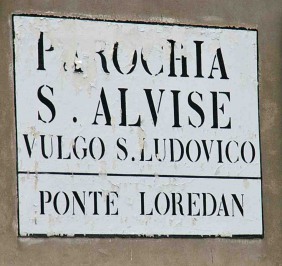 PAROCHIA
S. ALVISE
VULGO S. LUDOVICO
PONTE LOREDAN